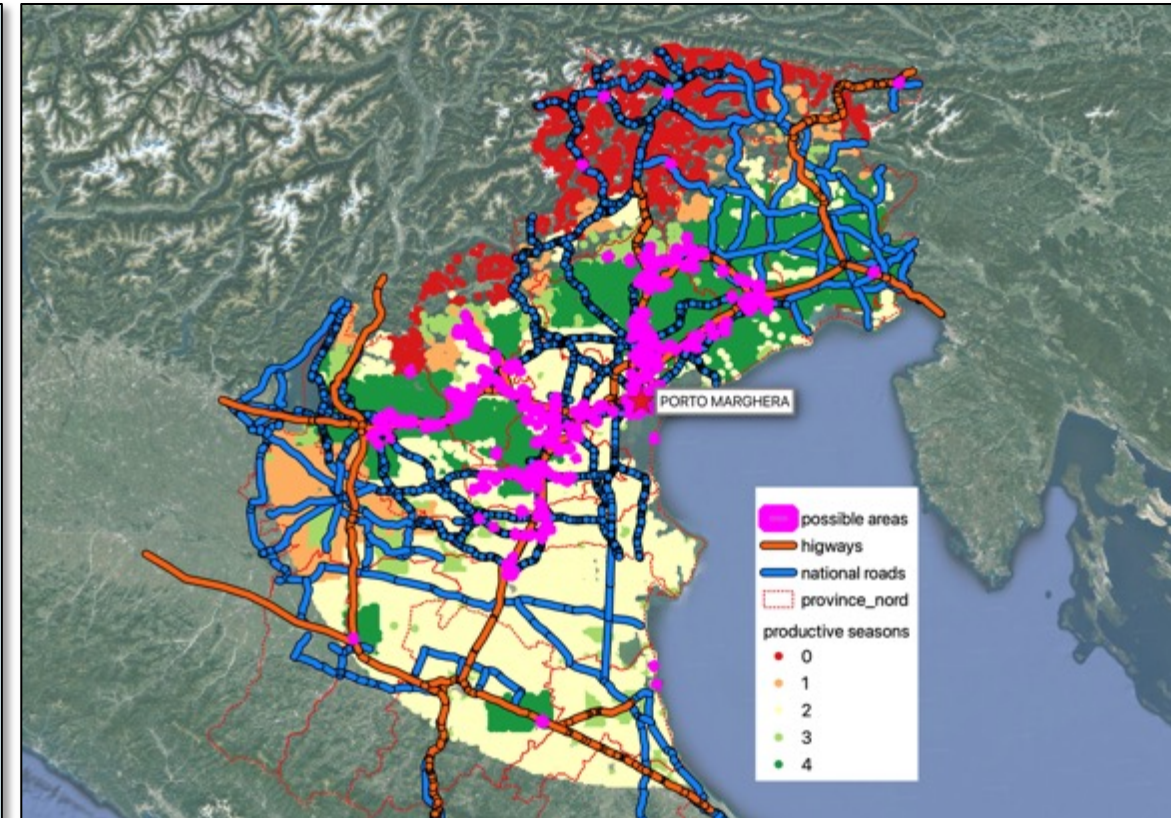 PORTO MARGHERA
possible areas
higways
national roads
province_nord
productive seasons
0
1
2
3
4